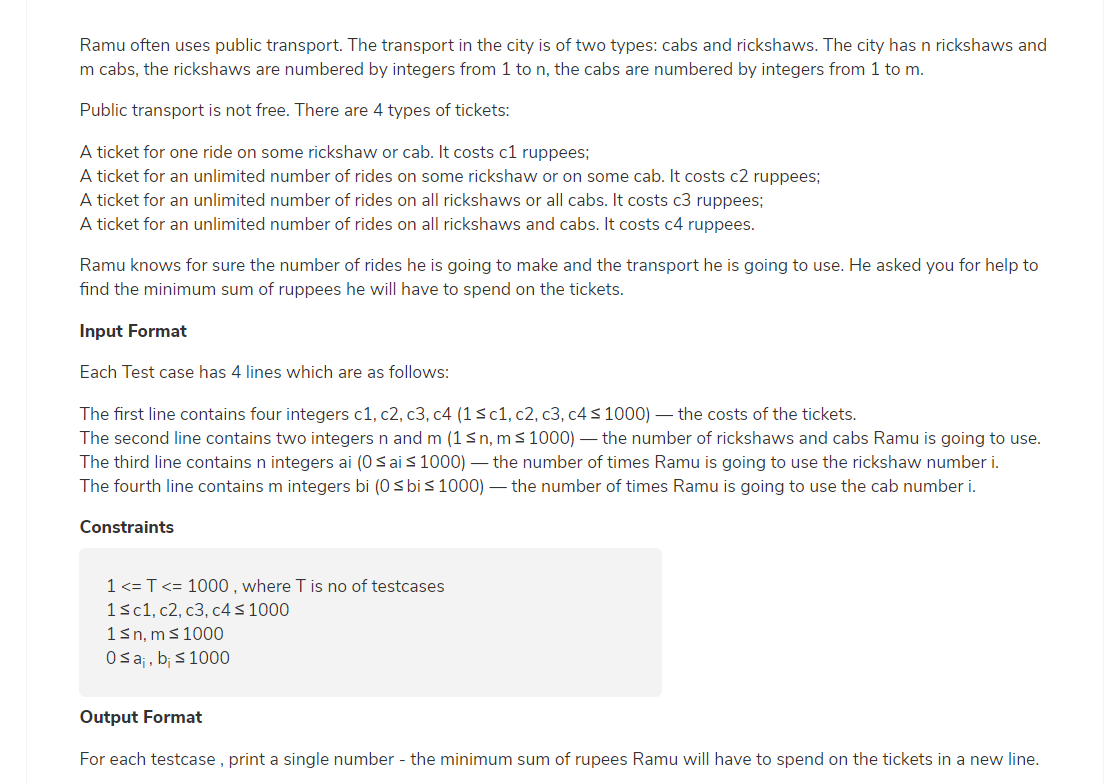 Ramu often uses public transport. The transport in the city is of two types: cabs and rickshaws. The city has n rickshaws and
m cabs, the rickshaws are numbered by integers from 1 to n, the cabs are numbered by integers from 1 to m.
Public transport is not free. There are 4 types of tickets:
A ticket for one ride on some rickshaw or cab. It costs c1 ruppees;
A ticket for an unlimited number of rides on some rickshaw or on some cab. It costs c2 ruppees;
A ticket for an unlimited number of rides on all rickshaws or all cabs. It costs c3 ruppees;
A ticket for an unlimited number of rides on all rickshaws and cabs. It costs c4 ruppees.
Ramu knows for sure the number of rides he is going to make and the transport he is going to use. He asked you for help to
find the minimum sum of ruppees he will have to spend on the tickets.
Input Format
Each Test case has 4 lines which are as follows:
The first line contains four integers c1, c2, c3, c4 (1 ≤ c1, c2, c3, c4 ≤ 1000) — the costs of the tickets.
The second line contains two integers n and m (1 ≤ n, m ≤ 1000) — the number of rickshaws and cabs Ramu is going to use.
The third line contains n integers ai (0 ≤ ai ≤ 1000) — the number of times Ramu is going to use the rickshaw number i.
The fourth line contains m integers bi (0 ≤ bi ≤ 1000) — the number of times Ramu is going to use the cab number i.
Constraints
1 <= T <= 1000 , where T is no of testcases
1 ≤ c1, c2, c3, c4 ≤ 1000
1 ≤ n, m ≤ 1000
0 ≤ aᵢ , bᵢ ≤ 1000
Output Format
For each testcase , print a single number - the minimum sum of rupees Ramu will have to spend on the tickets in a new line.